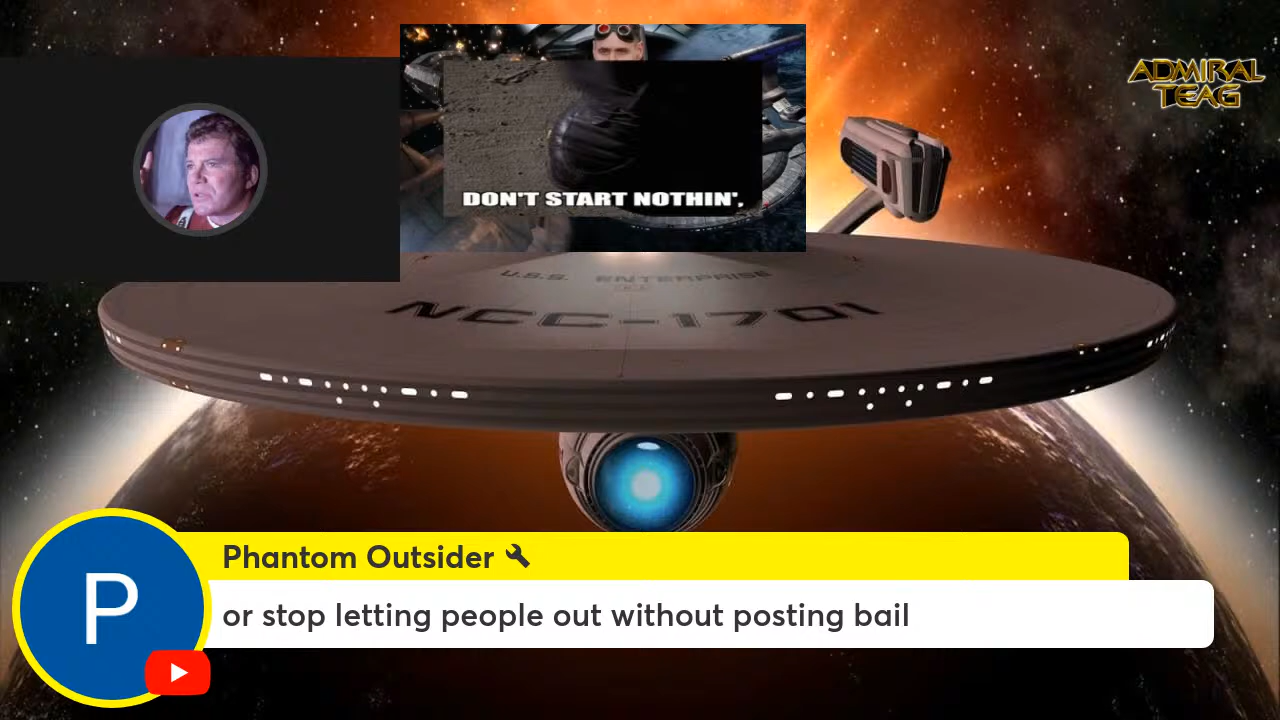 ADMIRAL
TEAG
DON'T START NOTHIN',
U.S.S. ENTERPRISE
NCC-1701
P
Phantom Outsider
or stop letting people out without posting bail